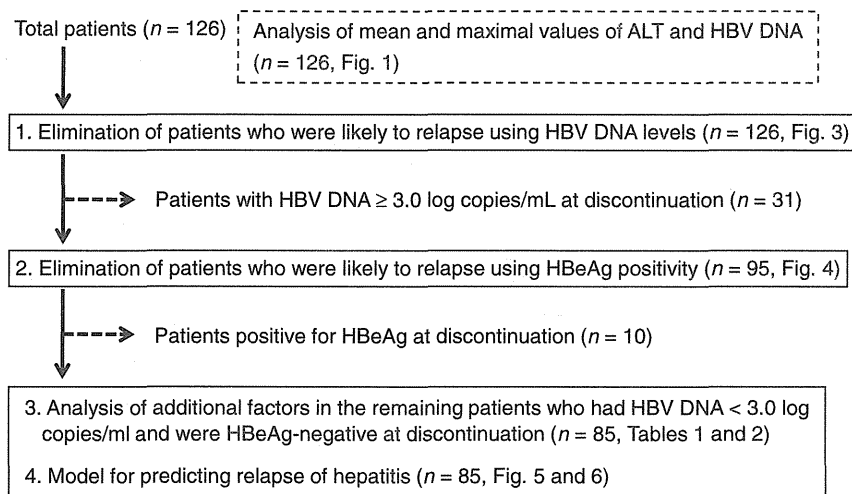 Total patients (n = 126)
Analysis of mean and maximal values of ALT and HBV DNA
(n = 126, Fig. 1)
1. Elimination of patients who were likely to relapse using HBV DNA levels (n = 126, Fig. 3)
Patients with HBV DNA ≥ 3.0 log copies/mL at discontinuation (n = 31)
2. Elimination of patients who were likely to relapse using HBeAg positivity (n = 95, Fig. 4)
Patients positive for HBeAg at discontinuation (n = 10)
3. Analysis of additional factors in the remaining patients who had HBV DNA < 3.0 log
copies/ml and were HBeAg-negative at discontinuation (n = 85, Tables 1 and 2)
4. Model for predicting relapse of hepatitis (n = 85, Fig. 5 and 6)